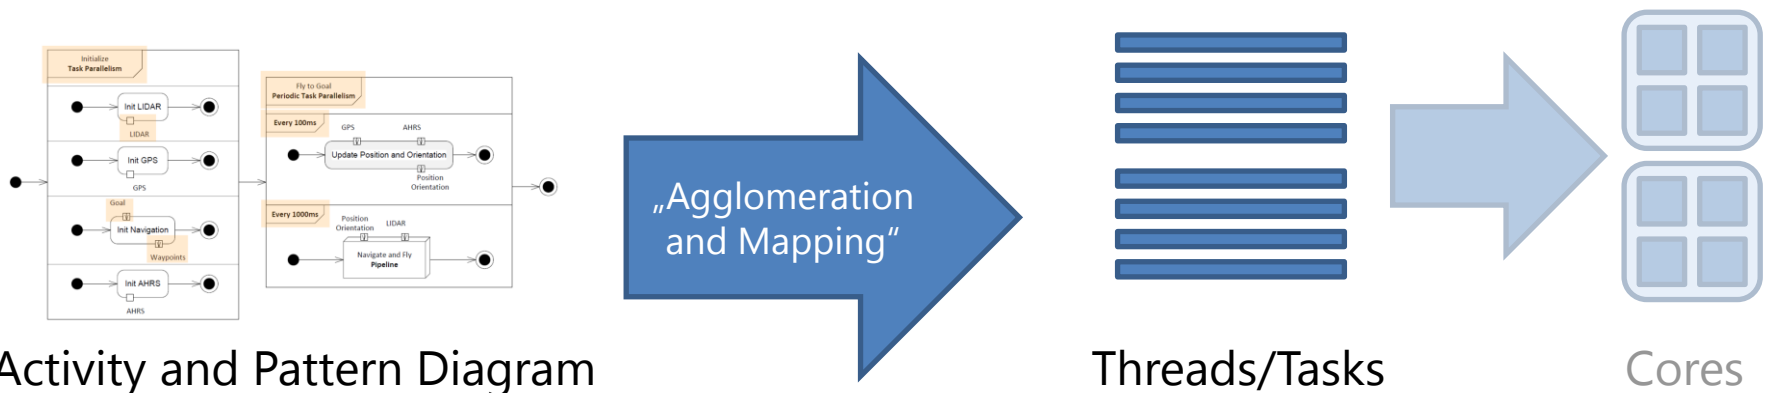 Initialize
Task Parallelism
Init LIDAR
LIDAR
Init GPS
GPS
Goal
Init Navigation
Waypoints
Init AHRS
AHRS
Fly to Goal
Periodic Task Parallelism
Every 100ms
GPS AHRS
Update Position and Orientation
Position
Orientation
Every 1000ms
Position
Orientation LIDAR
Navigate and Fly
Pipeline
„Agglomeration
and Mapping“
Activity and Pattern Diagram
Threads/Tasks
Cores